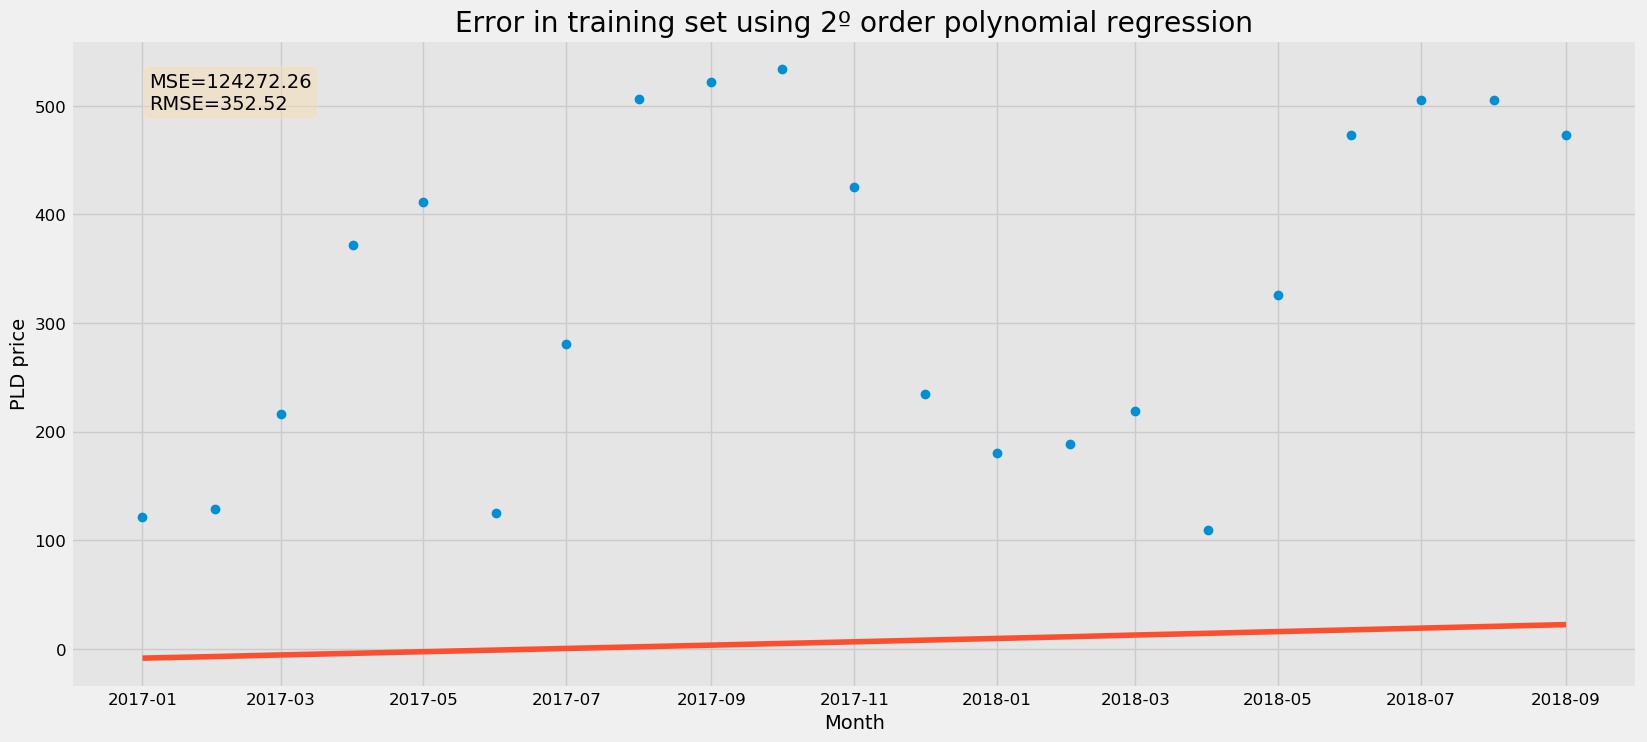 Error in training set using 2º order polynomial regression
MSE=124272.26
RMSE=352.52
500
400
300
200
100
0
PLD price
2017-01 2017-03 2017-05 2017-07 2017-09 2017-11 2018-01 2018-03 2018-05 2018-07 2018-09
Month